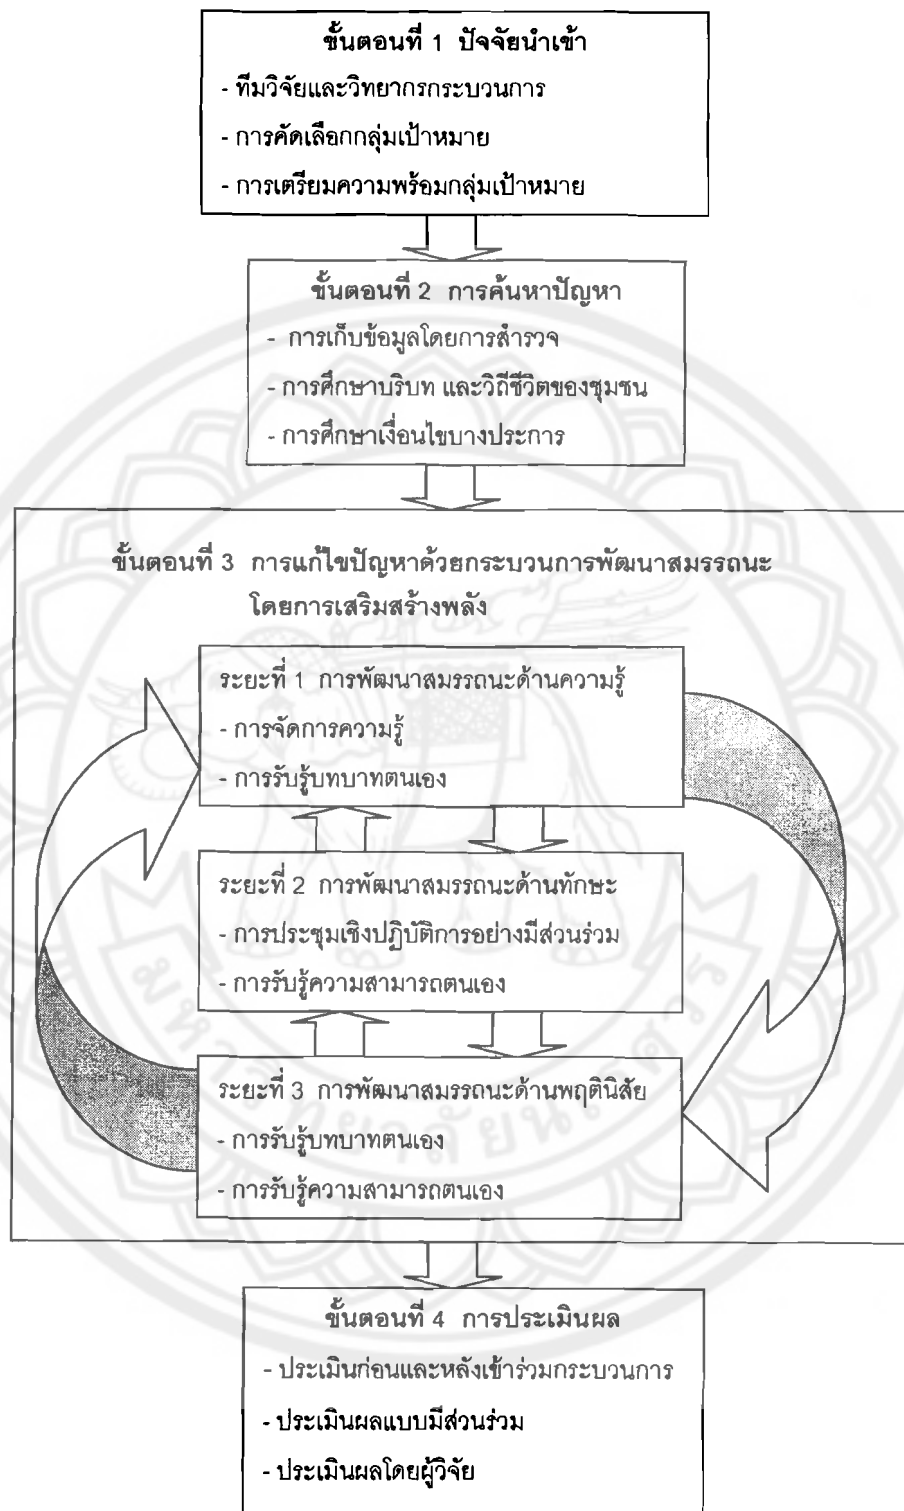 ขั้นตอนที่ 1 ปัจจัยนำเข้า
- ทีมวิจัยและวิทยากรกระบวนการ
- การคัดเลือกกลุ่มเป้าหมาย
- การเตรียมความพร้อมกลุ่มเป้าหมาย
ขั้นตอนที่ 2 การค้นหาปัญหา
- การเก็บข้อมูลโดยการสำรวจ
- การศึกษาบริบท และวิถีชีวิตของชุมชน
- การศึกษาเงื่อนไขบางประการ
ขั้นตอนที่ 3 การแก้ไขปัญหาด้วยกระบวนการพัฒนาสมรรถนะ
โดยการเสริมสร้างพลัง
ระยะที่ 1 การพัฒนาสมรรถนะด้านความรู้
- การจัดการความรู้
- การรับรู้บทบาทตนเอง
ระยะที่ 2 การพัฒนาสมรรถนะด้านทักษะ
- การประชุมเชิงปฏิบัติการอย่างมีส่วนร่วม
- การรับรู้ความสามารถตนเอง
ระยะที่ 3 การพัฒนาสมรรถนะด้านพฤตินิสัย
- การรับรู้บทบาทตนเอง
- การรับรู้ความสามารถตนเอง
ขั้นตอนที่ 4 การประเมินผล
- ประเมินก่อนและหลังเข้าร่วมกระบวนการ
- ประเมินผลแบบมีส่วนร่วม
- ประเมินผลโดยผู้วิจัย